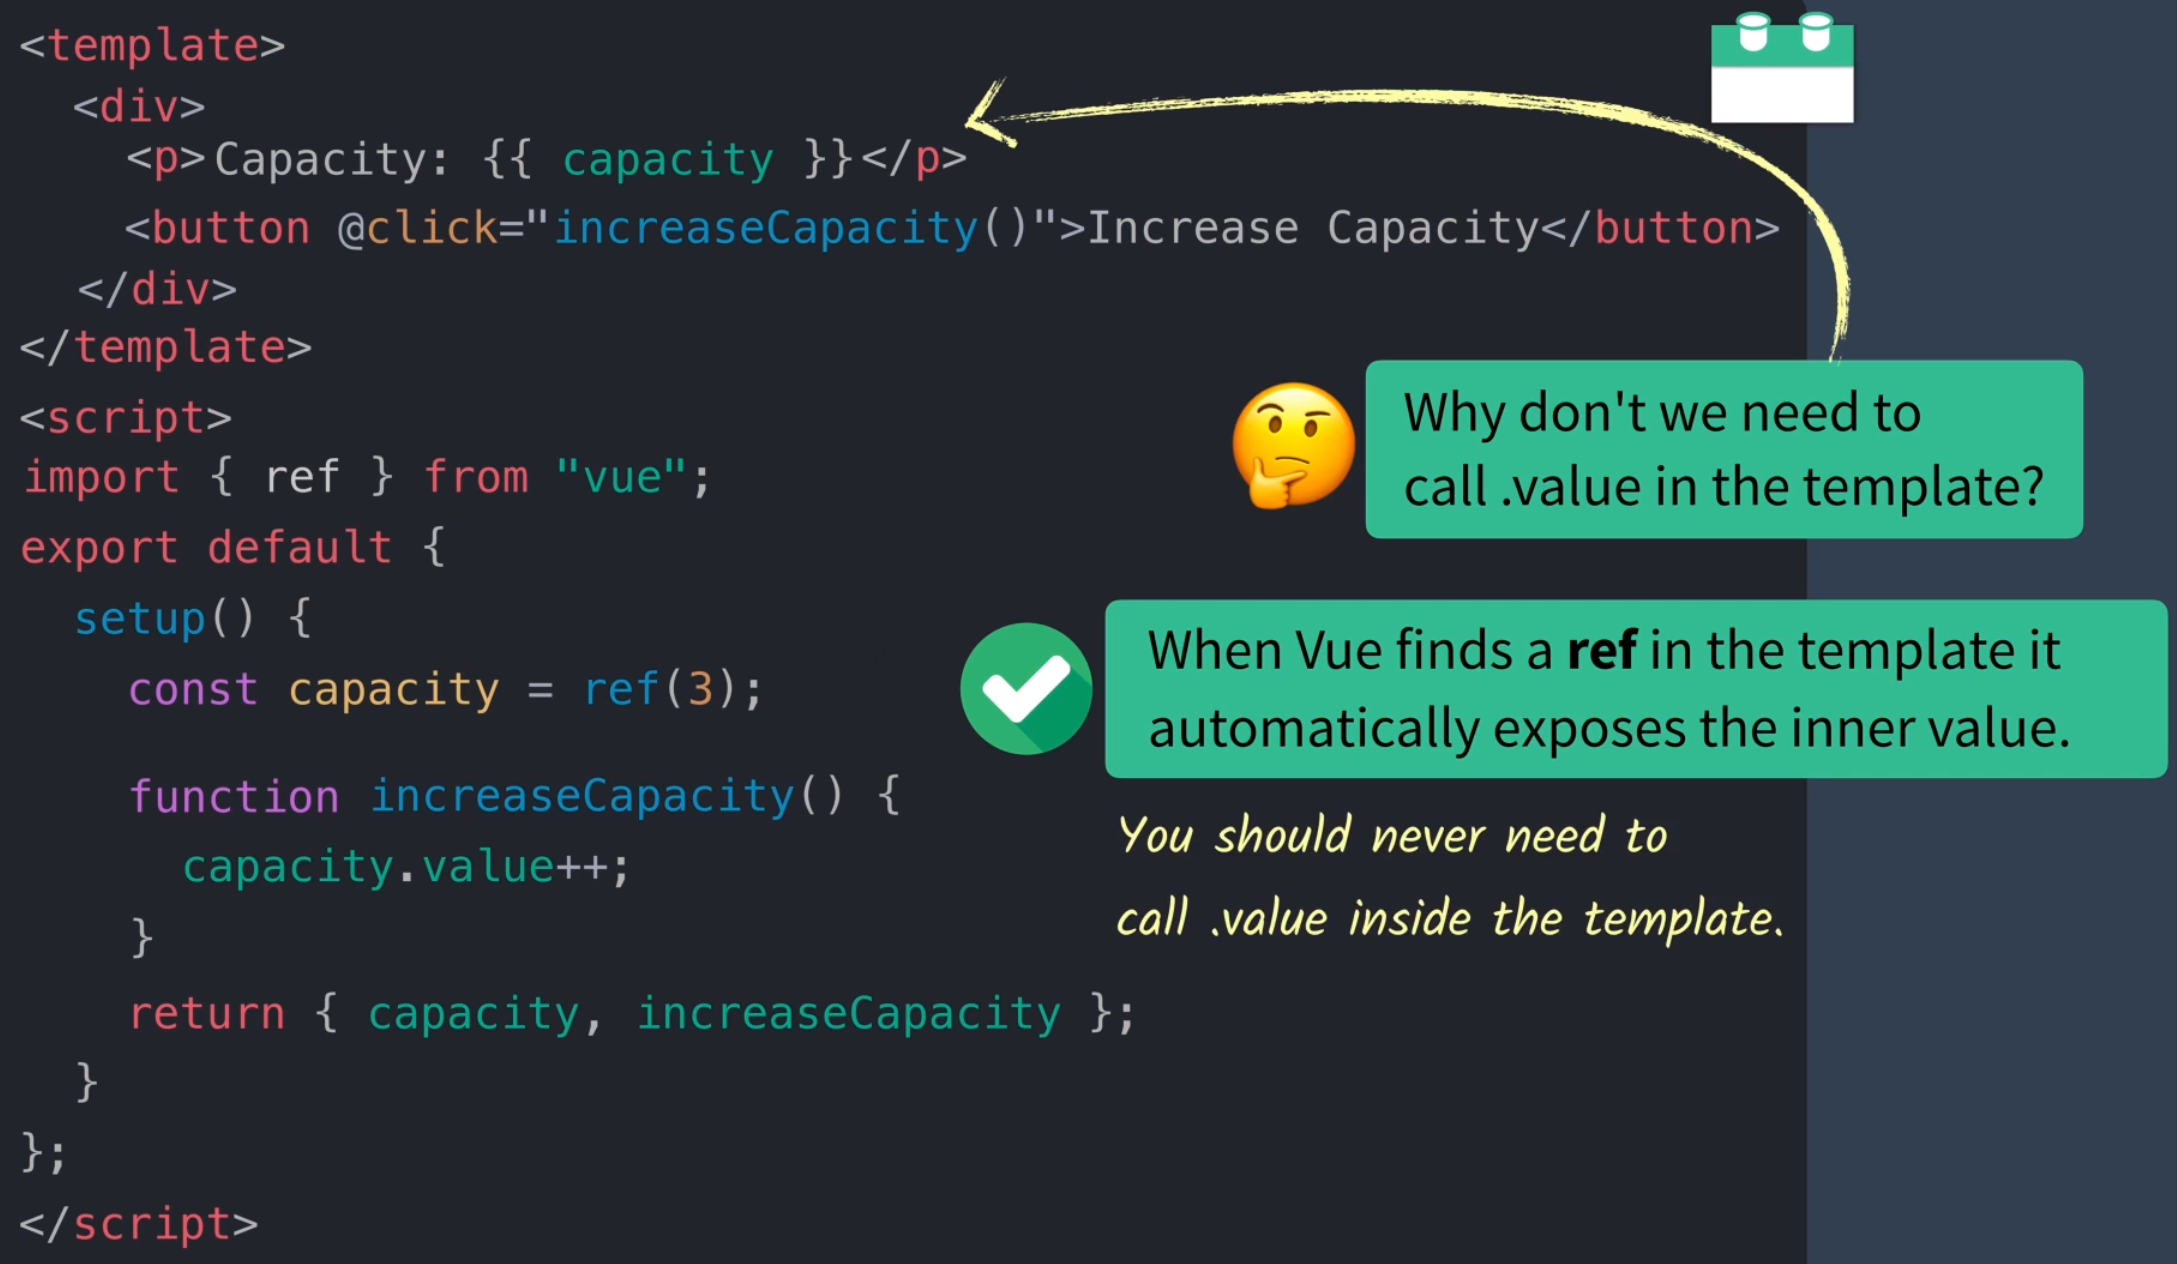 <template>
<div>
<p>Capacity: {{ capacity }}</p>
<button @click="increaseCapacity()">Increase Capacity</button>
</div>
</template>
<script>
import { ref } from "vue";
export default {
setup() {
const capacity = ref(3);
function increaseCapacity() {
capacity.value++;
}
return { capacity, increaseCapacity };
}
};
</script>
Why don't we need to
call .value in the template?
When Vue finds a ref in the template it
automatically exposes the inner value.
You should never need to
call .value inside the template.